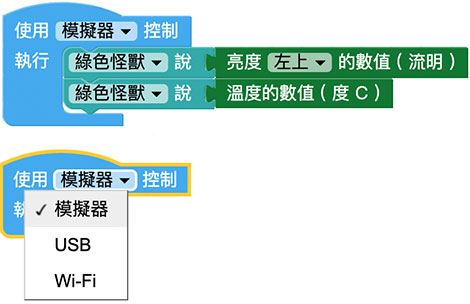 使用 模擬器 控制
執行 綠色怪獸 說 亮度 左上 的數值（流明）
綠色怪獸 說 溫度的數值（度 C）
使用 模擬器 控制
執
✓ 模擬器
USB
Wi-Fi